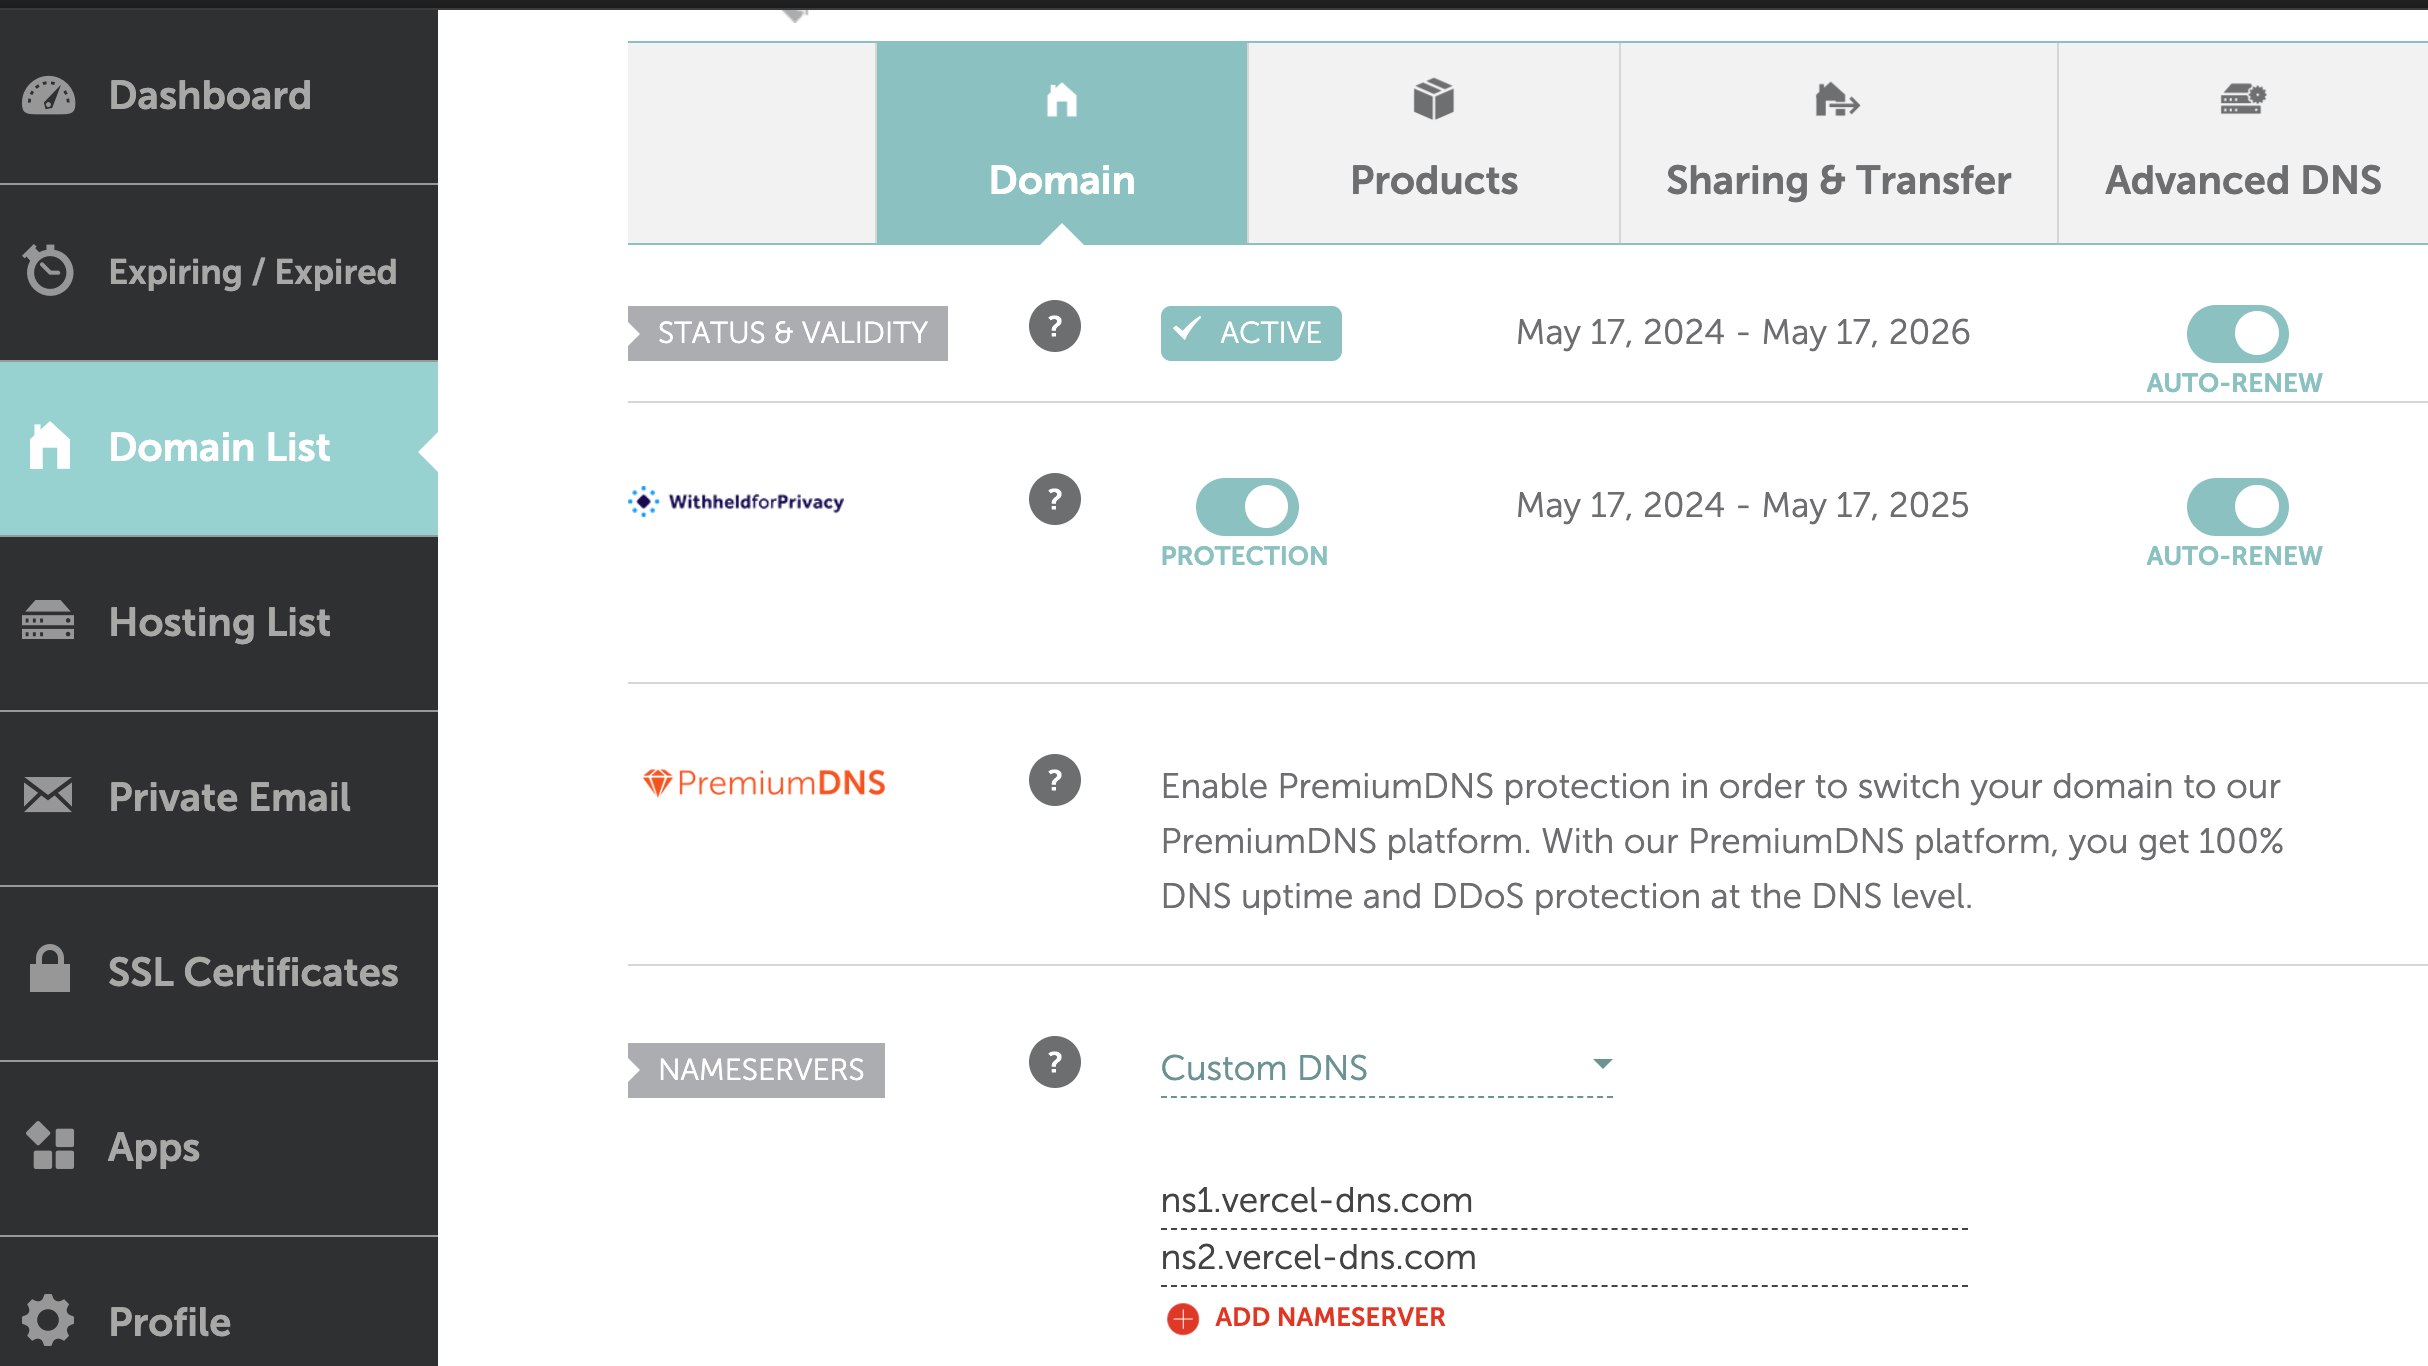 Dashboard
Expiring / Expired
Domain List
Hosting List
Private Email
SSL Certificates
Apps
Profile
Domain
Products
Sharing & Transfer
Advanced DNS
STATUS & VALIDITY
?
ACTIVE
May 17, 2024 - May 17, 2026
AUTO-RENEW
WithheldforPrivacy
?
PROTECTION
May 17, 2024 - May 17, 2025
AUTO-RENEW
PremiumDNS
?
Enable PremiumDNS protection in order to switch your domain to our
PremiumDNS platform. With our PremiumDNS platform, you get 100%
DNS uptime and DDoS protection at the DNS level.
NAMESERVERS
?
Custom DNS
ns1.vercel-dns.com
ns2.vercel-dns.com
ADD NAMESERVER